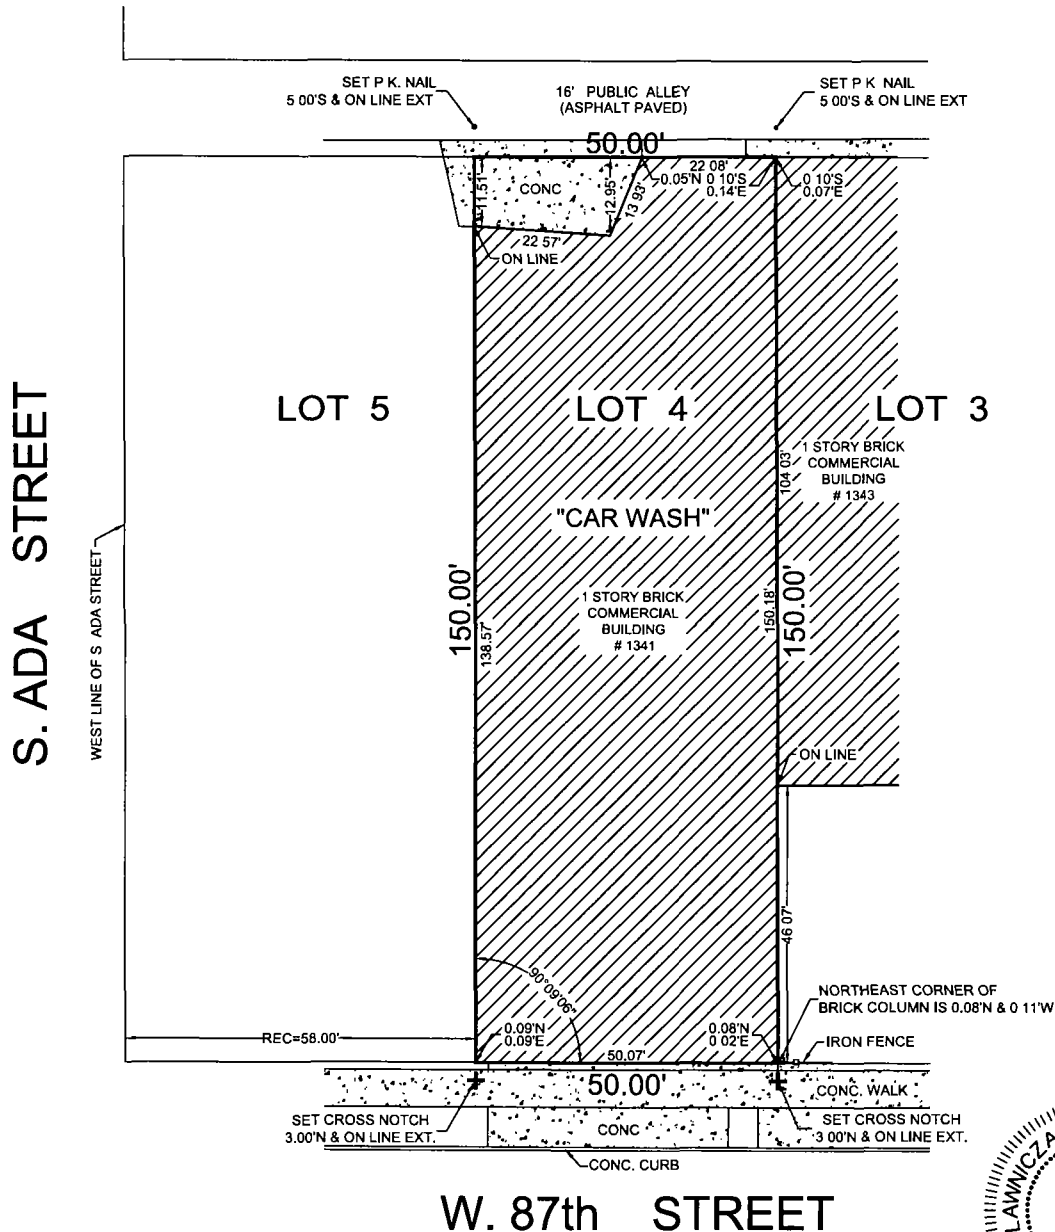 SET P K. NAIL
5 00'S & ON LINE EXT
16' PUBLIC ALLEY
(ASPHALT PAVED)
SET P K NAIL
5 00'S & ON LINE EXT
50.00'
22 08'
0.05'N 0 10'S
0.14'E
0 10'S
0.07'E
11.51'
CONC
12.95'
13 93'
22 57'
ON LINE
LOT 5
LOT 4
LOT 3
S. ADA STREET
WEST LINE OF S ADA STREET
1 STORY BRICK
COMMERCIAL
BUILDING
# 1343
104 03'
"CAR WASH"
150.00'
138.57'
1 STORY BRICK
COMMERCIAL
BUILDING
# 1341
150.18'
150.00'
ON LINE
46 07'
90°09'06"
NORTHEAST CORNER OF
BRICK COLUMN IS 0.08'N & 0 11'W
REC=58.00'
0.09'N
0.09'E
50.07'
0.08'N
0 02'E
IRON FENCE
50.00'
CONC. WALK
SET CROSS NOTCH
3.00'N & ON LINE EXT.
CONC
SET CROSS NOTCH
3 00'N & ON LINE EXT.
CONC. CURB
W. 87th STREET